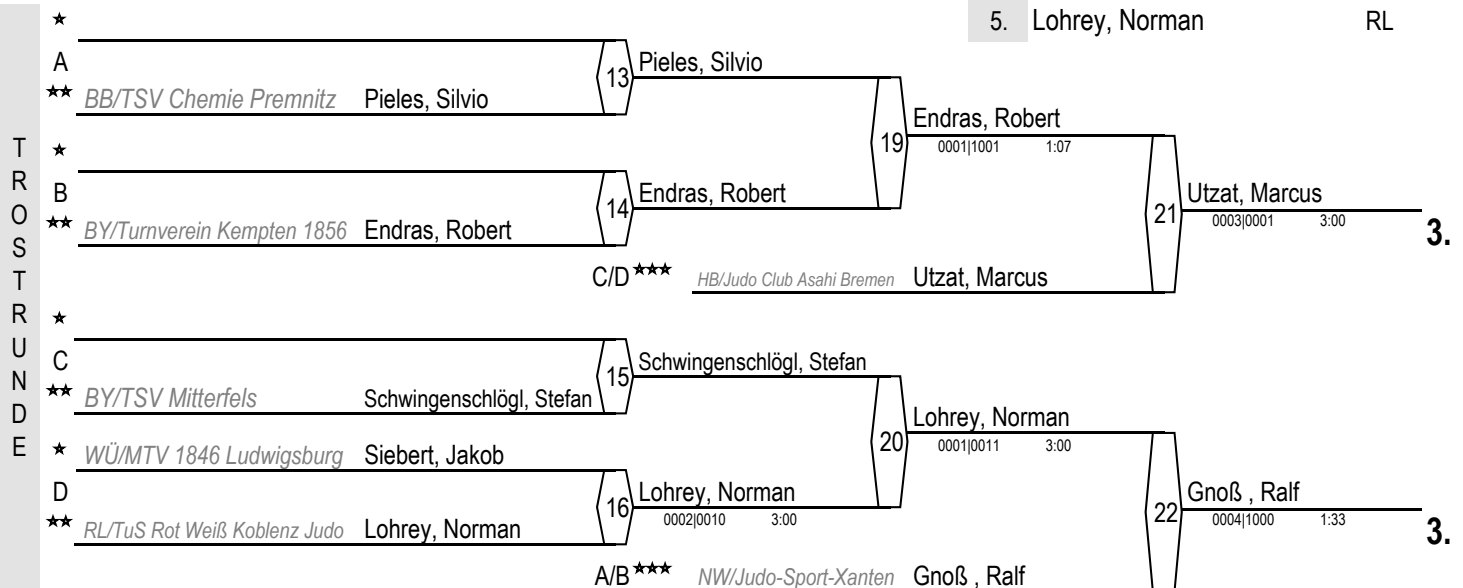 ★
5. Lohrey, Norman RL
A
13 Pieles, Silvio
★★ BB/TSV Chemie Premnitz Pieles, Silvio
Endras, Robert
19 0001|1001 1:07
TROSTRUNDE
★
B
14 Endras, Robert
★★ BY/Turnverein Kempten 1856 Endras, Robert
21 Utzat, Marcus
0003|0001 3:00
3.
C/D ★★★ HB/Judo Club Asahi Bremen Utzat, Marcus
★
C
15 Schwingenschlögl, Stefan
★★ BY/TSV Mitterfels Schwingenschlögl, Stefan
20 Lohrey, Norman
0001|0011 3:00
★ WÜ/MTV 1846 Ludwigsburg Siebert, Jakob
D
16 Lohrey, Norman
0002|0010 3:00
★★ RL/TuS Rot Weiß Koblenz Judo Lohrey, Norman
22 Gnoß , Ralf
0004|1000 1:33
3.
A/B ★★★ NW/Judo-Sport-Xanten Gnoß , Ralf